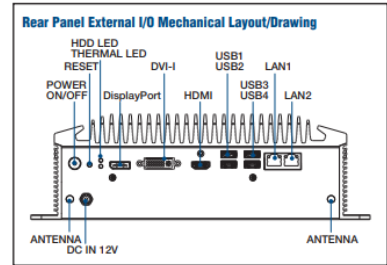 Rear Panel External I/O Mechanical Layout/Drawing
HDD LED
THERMAL LED
RESET
DVI-I
USB1
USB2
LAN1
POWER
ON/OFF
DisplayPort
HDMI
USB3
USB4
LAN2
ANTENNA
DC IN 12V
ANTENNA